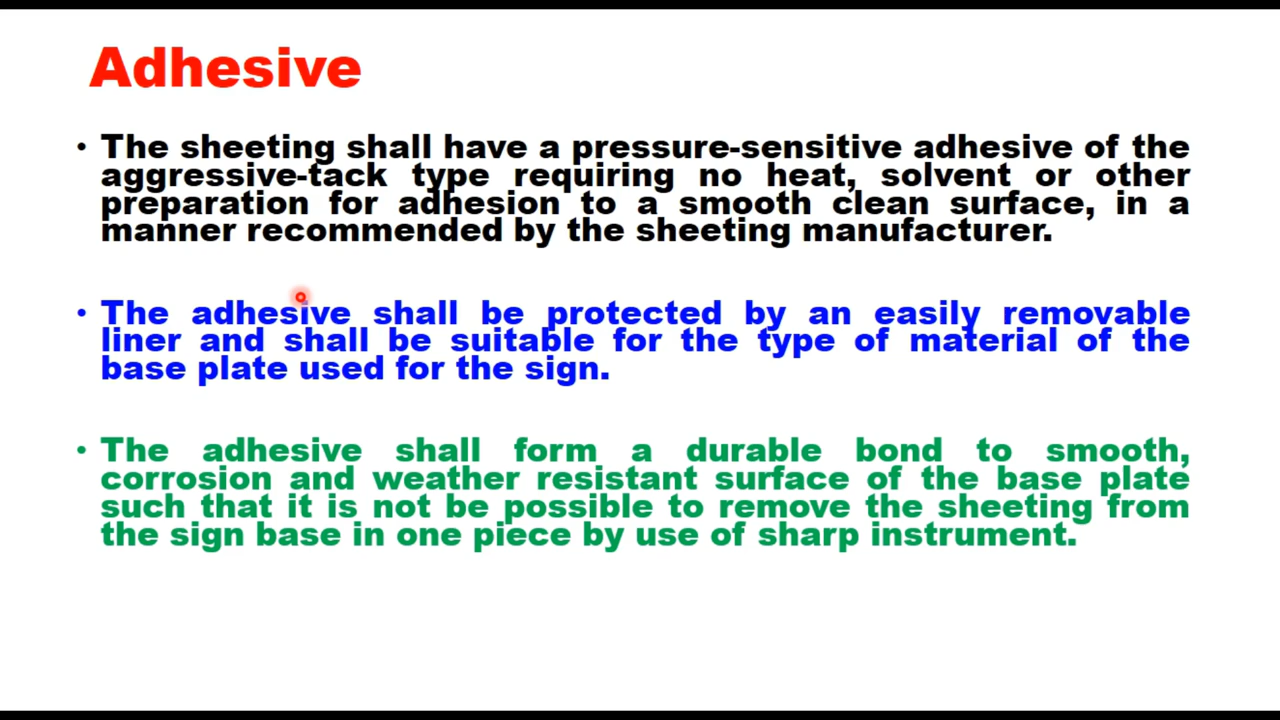 Adhesive
• The sheeting shall have a pressure-sensitive adhesive of the
aggressive-tack type requiring no heat, solvent or other
preparation for adhesion to a smooth clean surface, in a
manner recommended by the sheeting manufacturer.
• The adhesive shall be protected by an easily removable
liner and shall be suitable for the type of material of the
base plate used for the sign.
• The adhesive shall form a durable bond to smooth,
corrosion and weather resistant surface of the base plate
such that it is not be possible to remove the sheeting from
the sign base in one piece by use of sharp instrument.